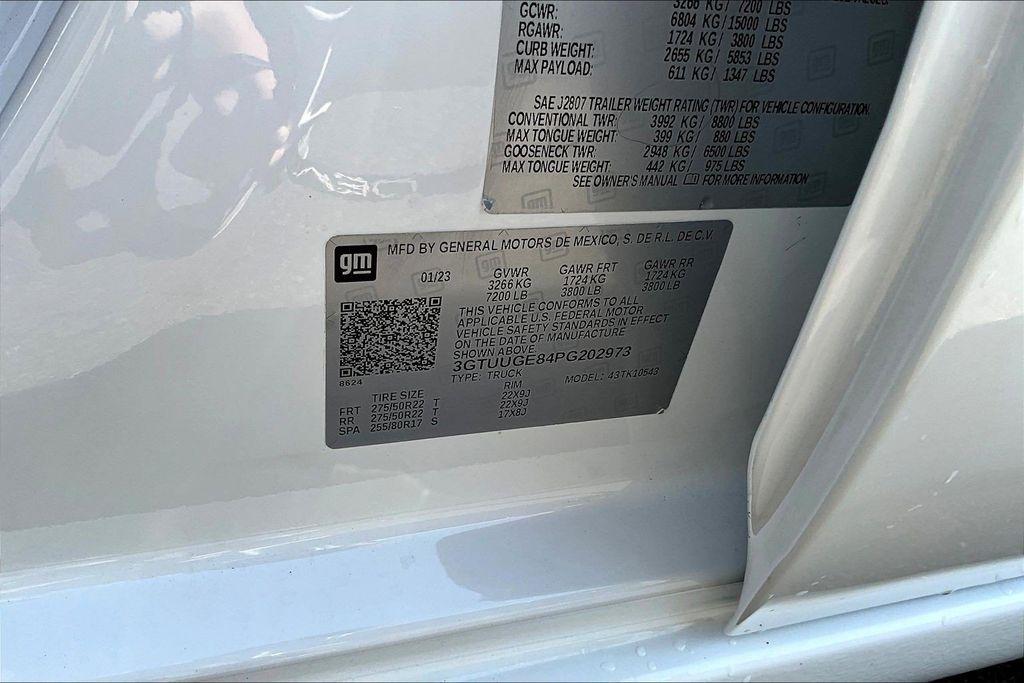 3266 KG / 7200 LBS
GCWR: 6804 KG / 15000 LBS
RGAWR: 1724 KG / 3800 LBS
CURB WEIGHT: 2655 KG / 5853 LBS
MAX PAYLOAD: 611 KG / 1347 LBS
SAE J2807 TRAILER WEIGHT RATING (TWR) FOR VEHICLE CONFIGURATION.
CONVENTIONAL TWR: 3992 KG / 8800 LBS
MAX TONGUE WEIGHT: 399 KG / 880 LBS
GOOSENECK TWR: 2948 KG / 6500 LBS
MAX TONGUE WEIGHT: 442 KG / 975 LBS
SEE OWNER'S MANUAL FOR MORE INFORMATION
gm MFD BY GENERAL MOTORS DE MEXICO, S. DE R.L. DE C.V.
01/23 GVWR GAWR FRT GAWR RR
3266 KG 1724 KG 1724 KG
7200 LB 3800 LB 3800 LB
THIS VEHICLE CONFORMS TO ALL
APPLICABLE U.S. FEDERAL MOTOR
VEHICLE SAFETY STANDARDS IN EFFECT
ON THE DATE OF MANUFACTURE
SHOWN ABOVE.
3GTUUGE84PG202973
8624 TYPE: TRUCK MODEL: 43TK10543
TIRE SIZE RIM
FRT 275/50R22 T 22X9J
RR 275/50R22 T 22X9J
SPA 255/80R17 S 17X8J